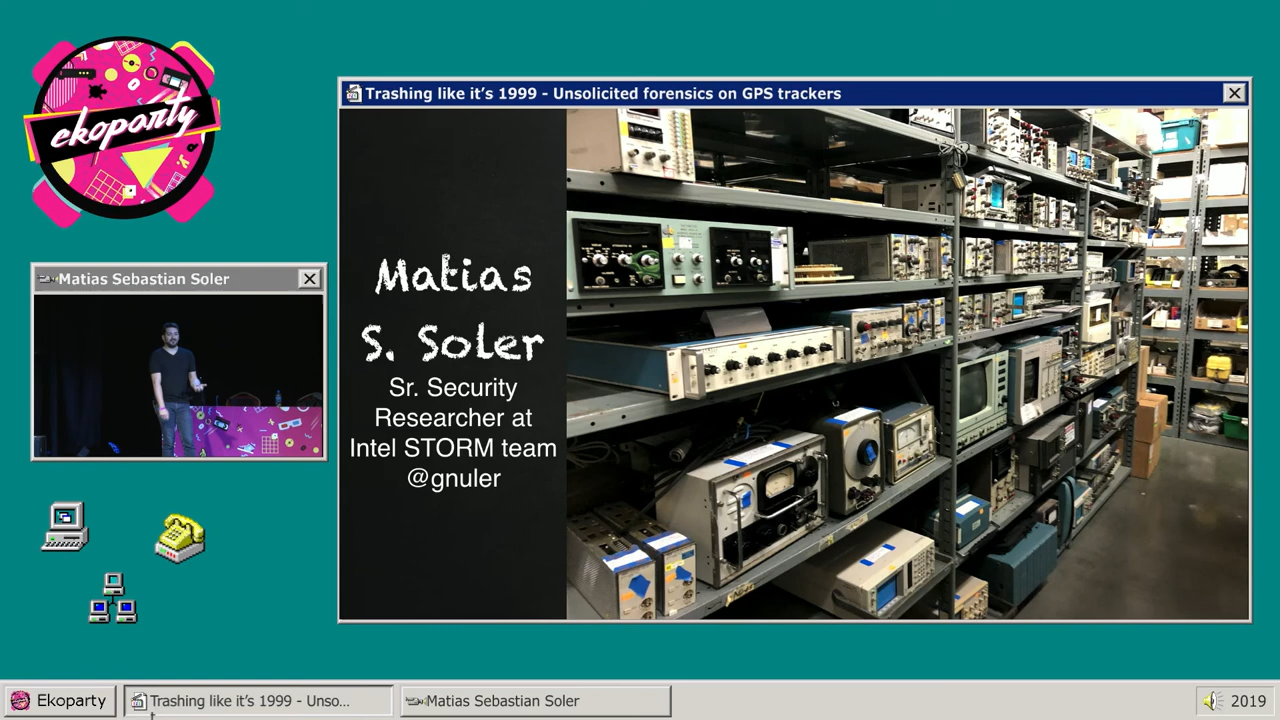 ekoparty
Trashing like it's 1999 - Unsolicited forensics on GPS trackers
Matias Sebastian Soler
Matias
S. Soler
Sr. Security
Researcher at
Intel STORM team
@gnuler
Ekoparty
Trashing like it's 1999 - Unso...
Matias Sebastian Soler
2019